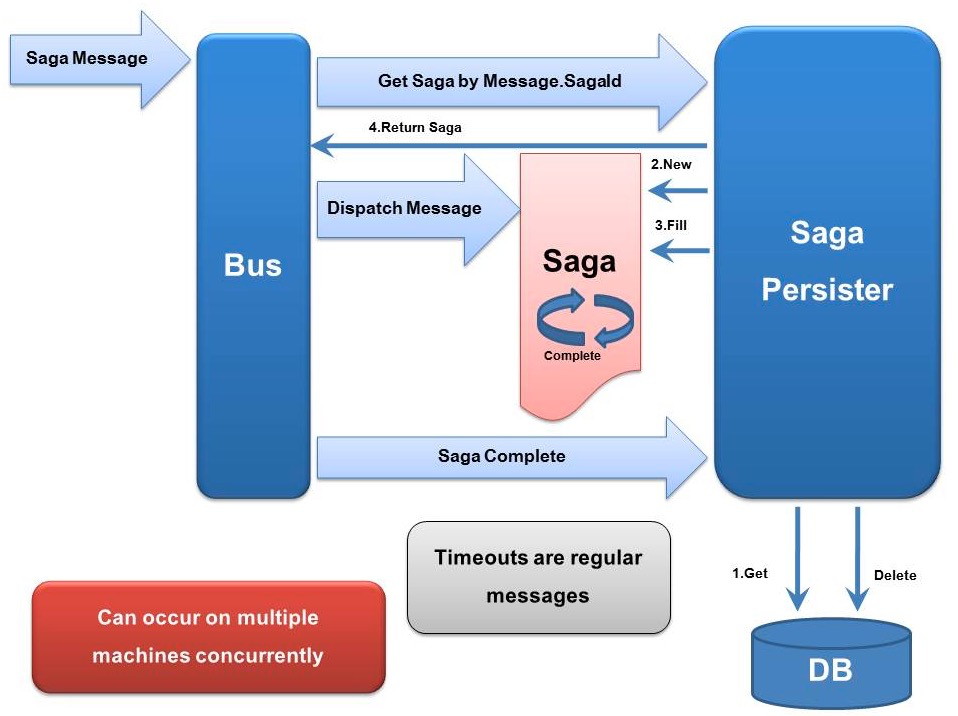 Saga Message
Get Saga by Message.SagaId
4.Return Saga
2.New
Dispatch Message
3.Fill
Bus
Saga
Complete
Saga
Persister
Saga Complete
Timeouts are regular
messages
1.Get
Delete
Can occur on multiple
machines concurrently
DB